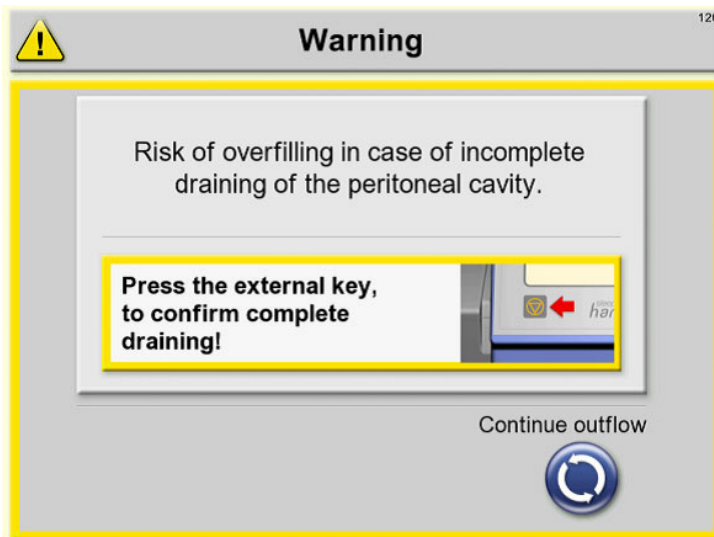 120
Warning
Risk of overfilling in case of incomplete
draining of the peritoneal cavity.
Press the external key,
to confirm complete
draining!
Continue outflow